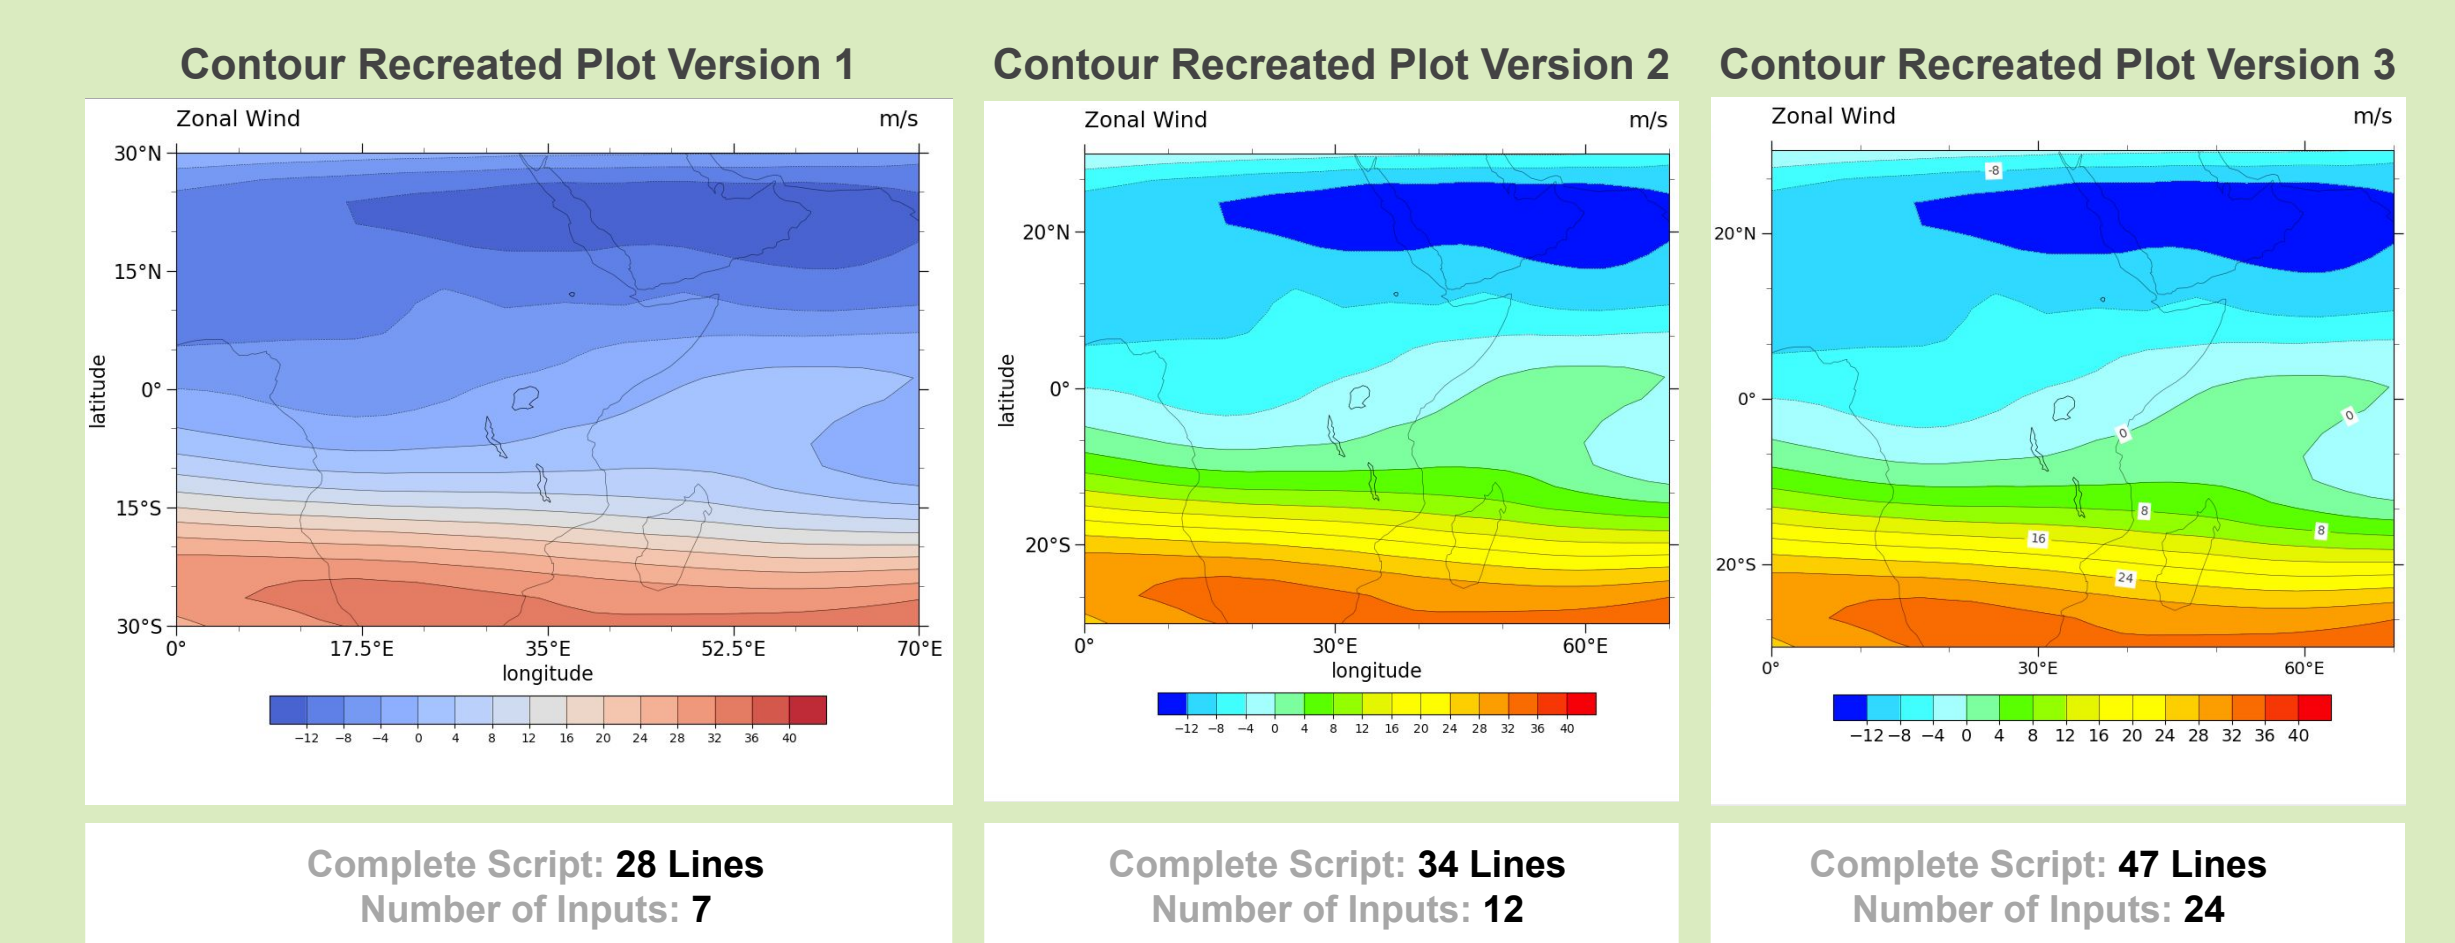 Contour Recreated Plot Version 1
Zonal Wind m/s
30°N
15°N
0°
15°S
30°S
latitude
0° 17.5°E 35°E 52.5°E 70°E
longitude
−12 −8 −4 0 4 8 12 16 20 24 28 32 36 40
Complete Script: 28 Lines
Number of Inputs: 7
Contour Recreated Plot Version 2
Zonal Wind m/s
20°N
0°
20°S
latitude
0° 30°E 60°E
longitude
−12 −8 −4 0 4 8 12 16 20 24 28 32 36 40
Complete Script: 34 Lines
Number of Inputs: 12
Contour Recreated Plot Version 3
Zonal Wind m/s
-8
20°N
0°
0
0
8
8
16
20°S
24
0° 30°E 60°E
−12 −8 −4 0 4 8 12 16 20 24 28 32 36 40
Complete Script: 47 Lines
Number of Inputs: 24